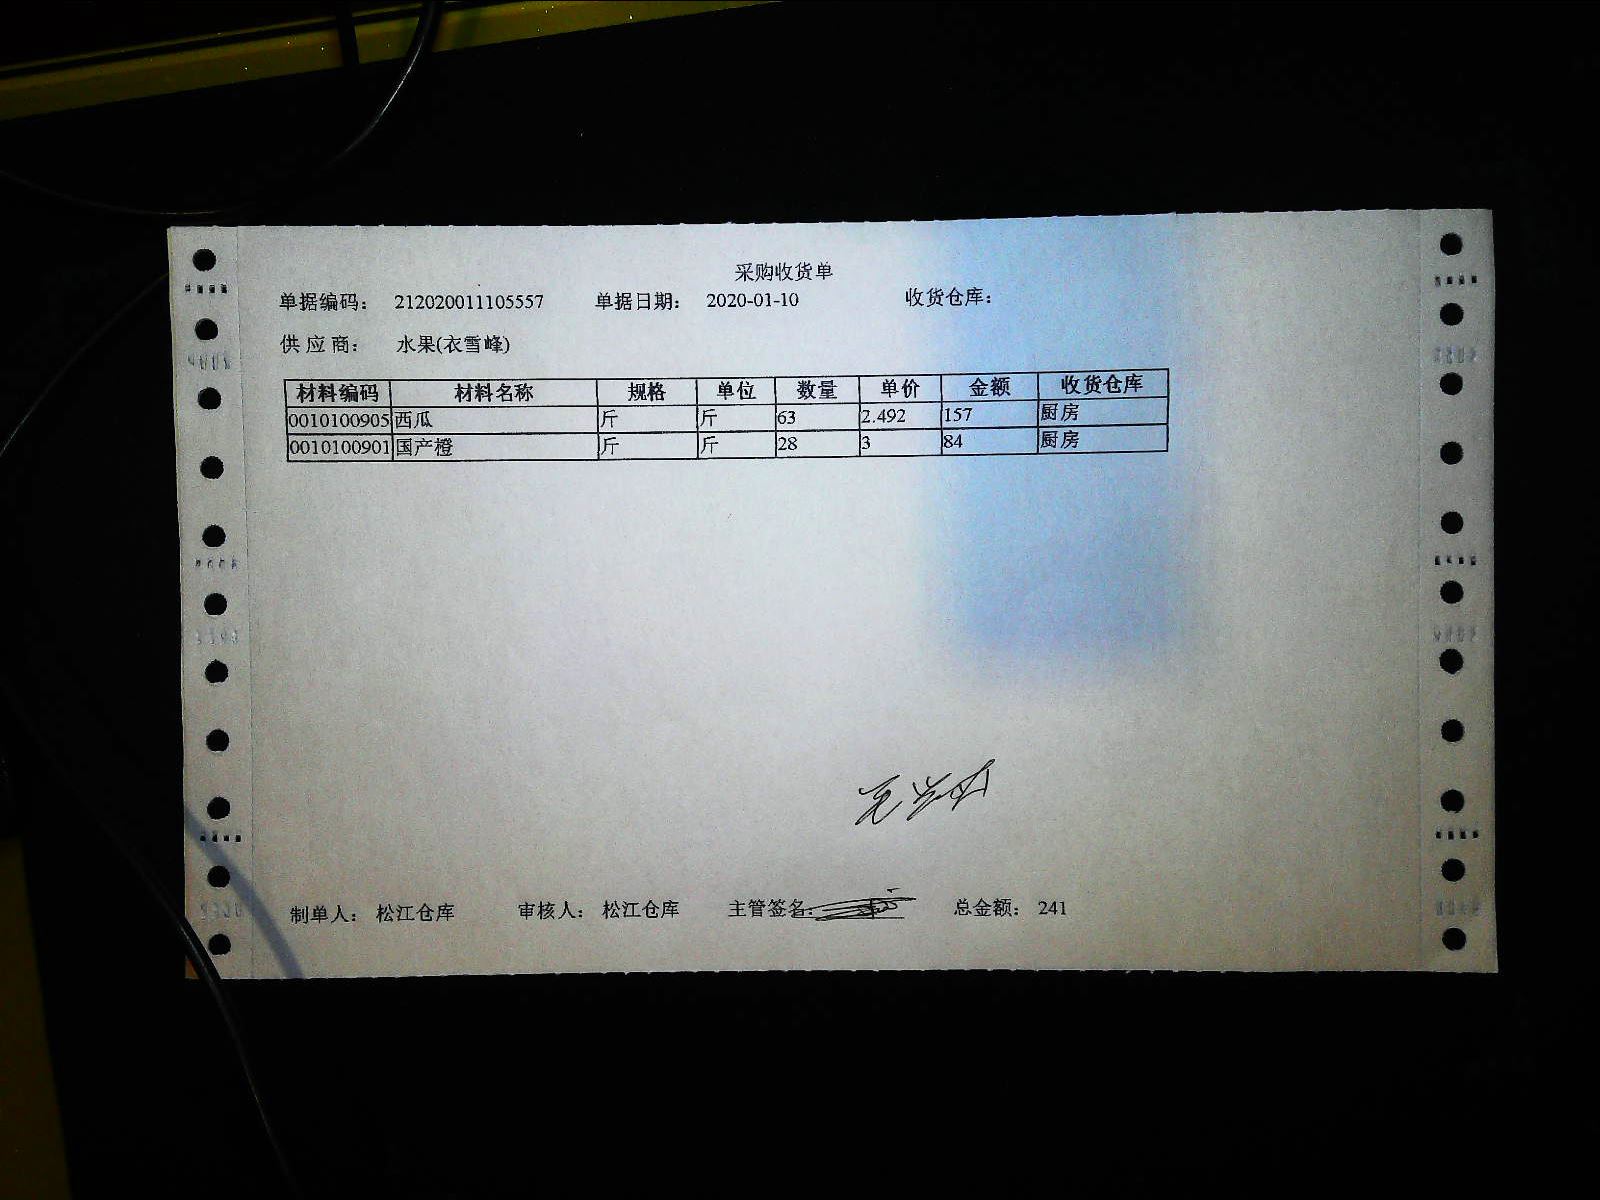 采购收货单
单据编码： 212020011105557 单据日期： 2020-01-10 收货仓库：
供 应 商： 水果(衣雪峰)
材料编码 材料名称 规格 单位 数量 单价 金额 收货仓库
0010100905 西瓜 斤 斤 63 2.492 157 厨房
0010100901 国产橙 斤 斤 28 3 84 厨房
制单人： 松江仓库 审核人： 松江仓库 主管签名： 总金额： 241